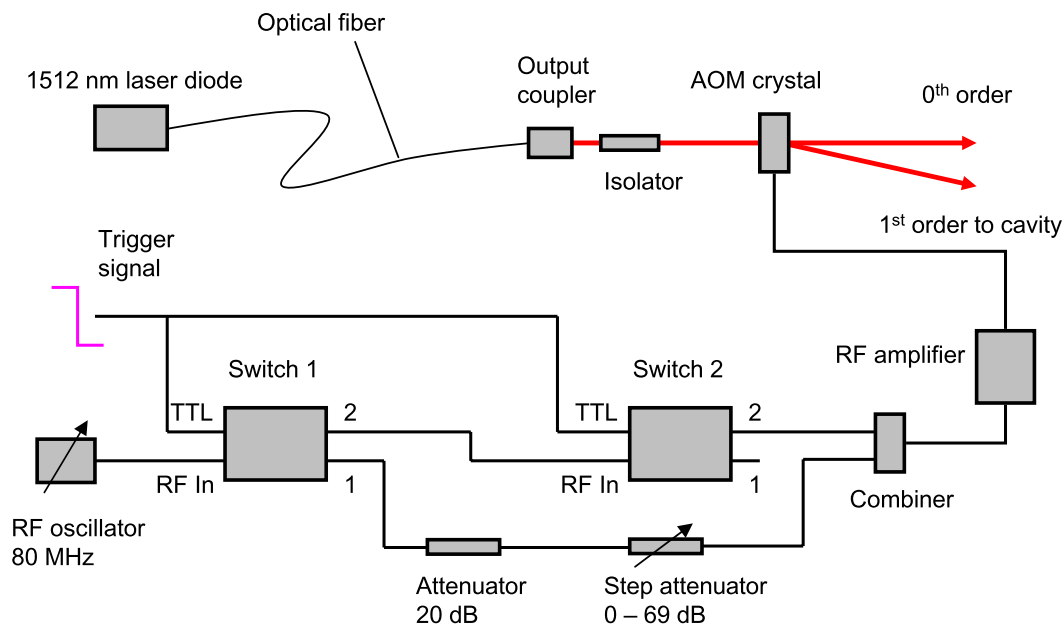 Optical fiber
1512 nm laser diode
Output
coupler
AOM crystal
0th order
Isolator
1st order to cavity
Trigger
signal
RF amplifier
Switch 1
Switch 2
TTL
2
TTL
2
RF In
1
RF In
1
Combiner
RF oscillator
80 MHz
Attenuator
20 dB
Step attenuator
0 – 69 dB